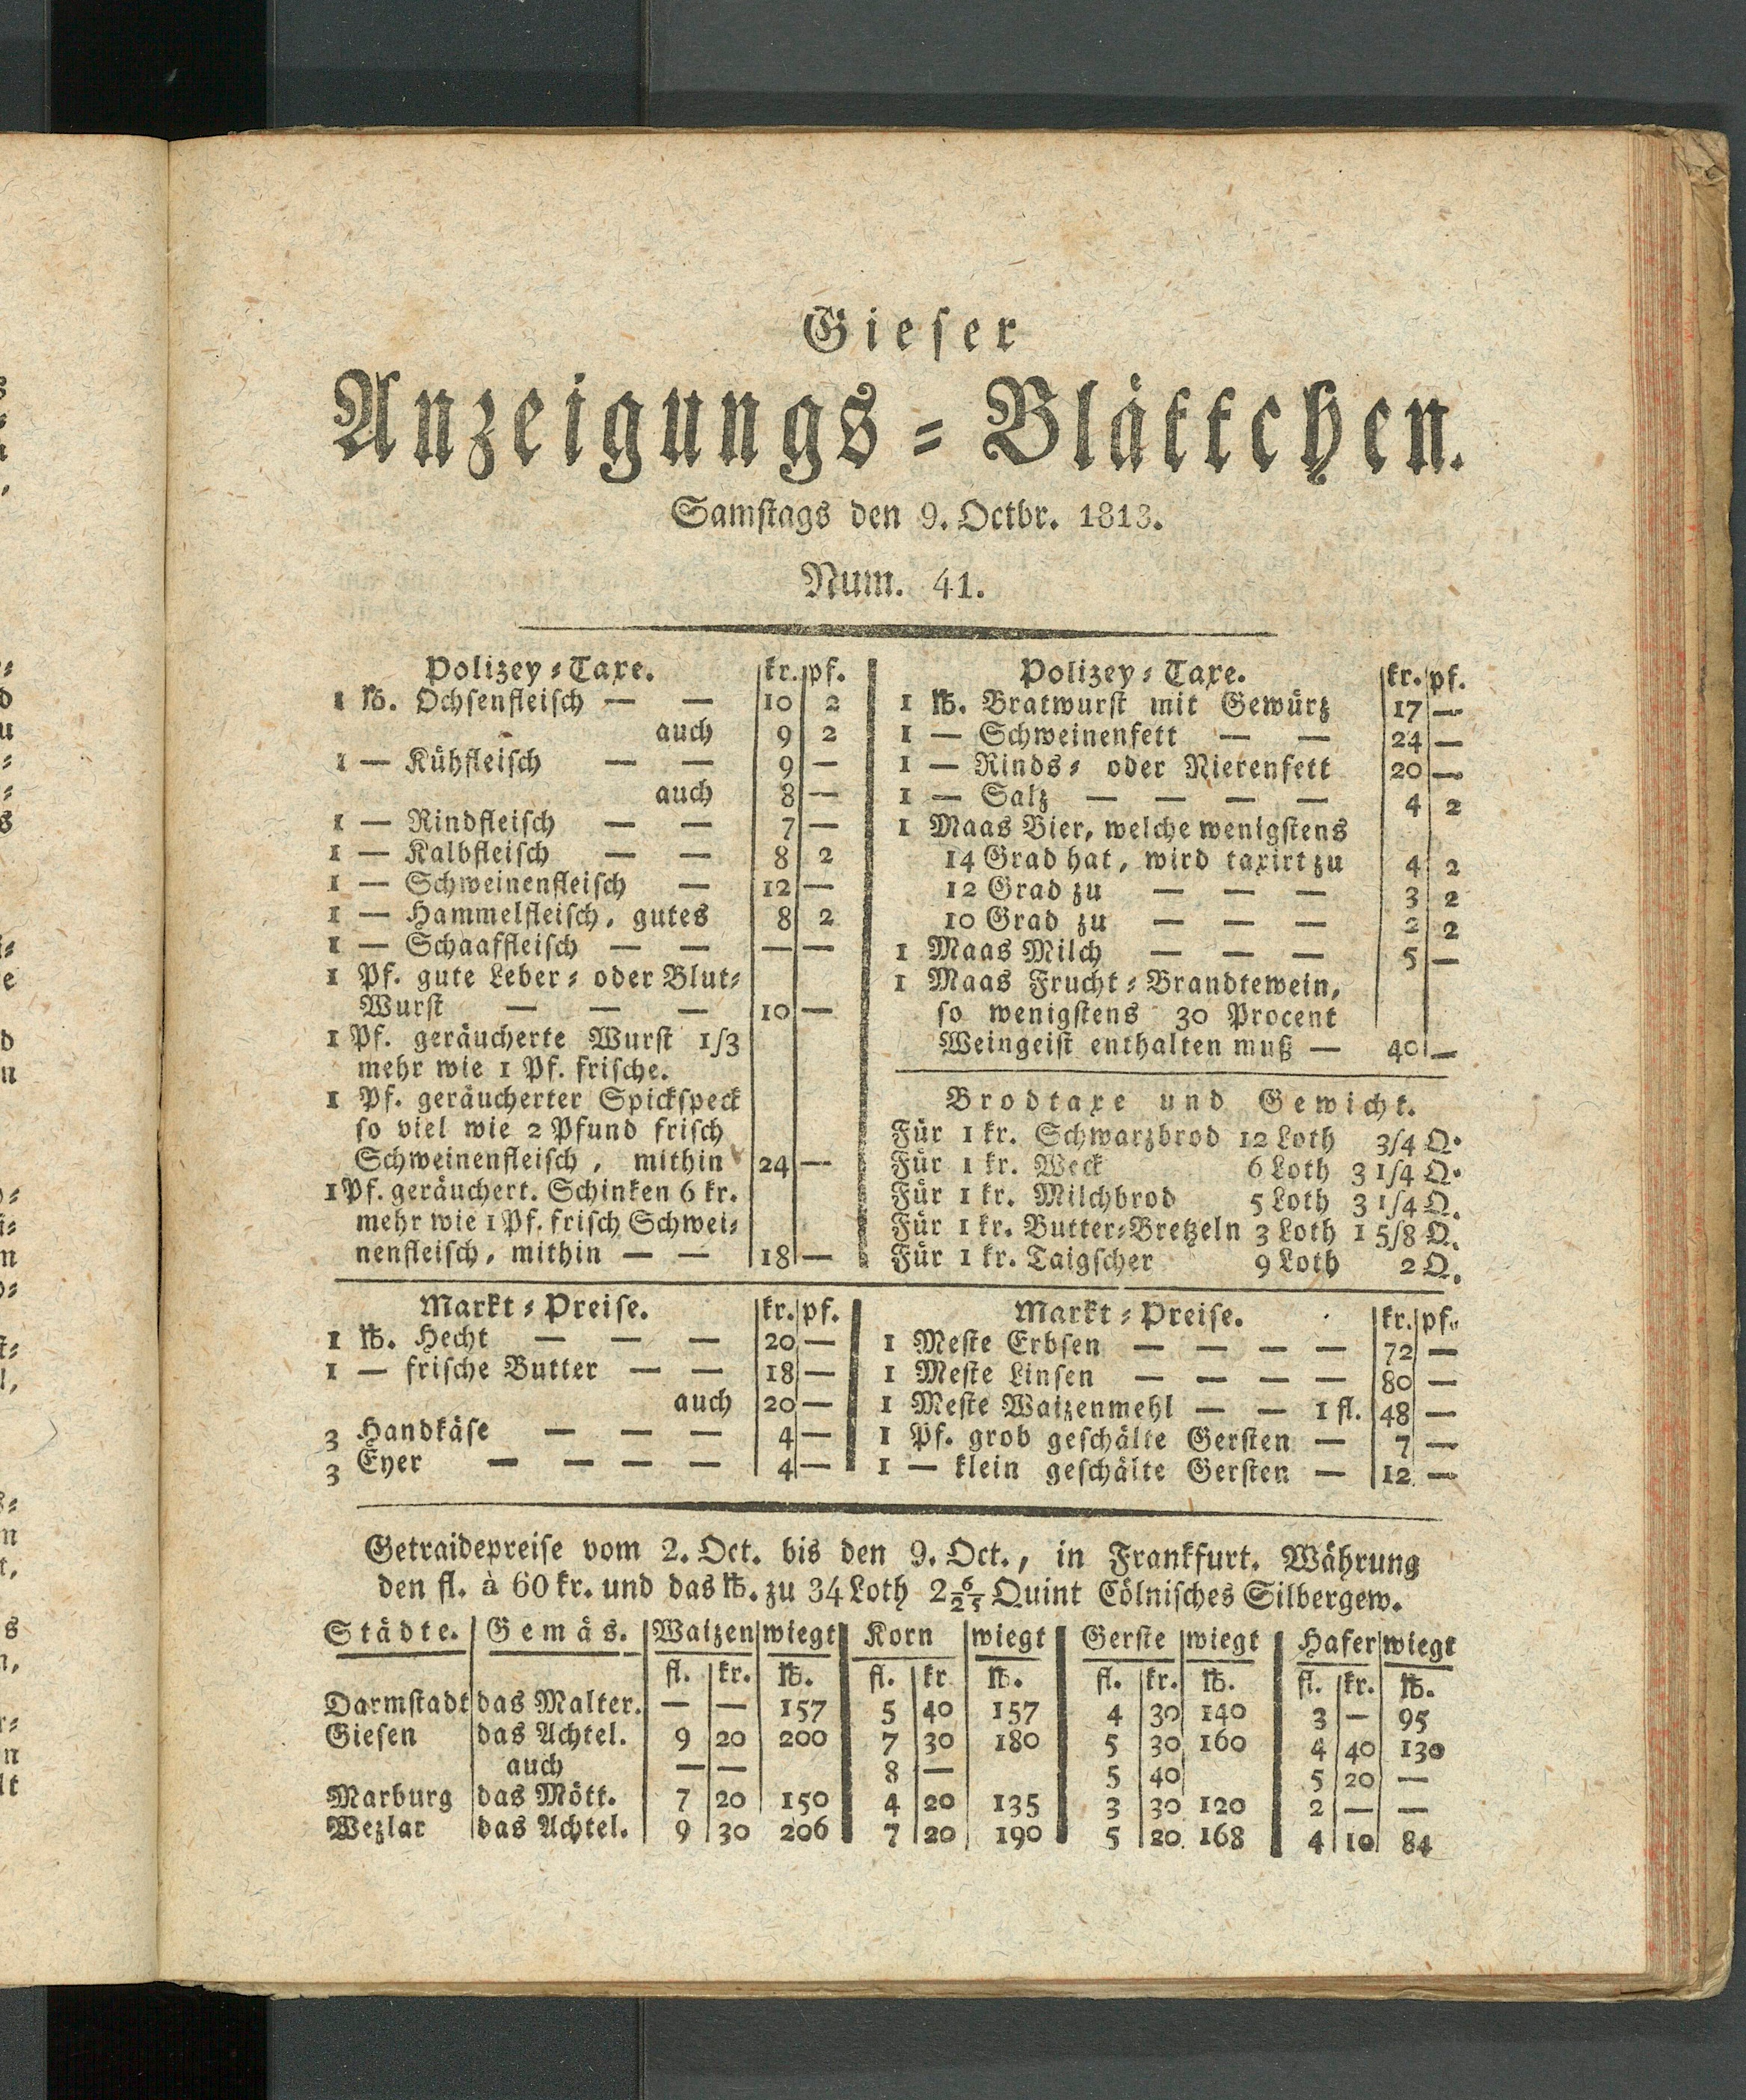 Gieser
Anzeigungs-Blättchen.
Samstags den 9. Octbr. 1813.
Num. 41.
Polizey-Taxe. kr. pf.
1 ℔. Ochsenfleisch — — 10 2
auch 9 2
1 — Kühfleisch — — 9 —
auch 8 —
1 — Rindfleisch — — 7 —
1 — Kalbfleisch — — 8 2
1 — Schweinenfleisch — 12 —
1 — Hammelfleisch, gutes 8 2
1 — Schaaffleisch — — — —
1 Pf. gute Leber- oder Blut-
Wurst — — — 10 —
1 Pf. geräucherte Wurst 1/3
mehr wie 1 Pf. frische.
1 Pf. geräucherter Spickspeck
so viel wie 2 Pfund frisch
Schweinenfleisch, mithin 24 —
1 Pf. geräuchert. Schinken 6 kr.
mehr wie 1 Pf. frisch Schwei-
nenfleisch, mithin — — 18 —
Polizey-Taxe. kr. pf.
1 ℔. Bratwurst mit Gewürz 17 —
1 — Schweinenfett — — 24 —
1 — Rinds- oder Nierenfett 20 —
1 — Salz — — — — 4 2
1 Maas Bier, welche wenigstens
14 Grad hat, wird taxirt zu 4 2
12 Grad zu — — — 3 2
10 Grad zu — — — 2 2
1 Maas Milch — — — 5 —
1 Maas Frucht-Brandtewein,
so wenigstens 30 Procent
Weingeist enthalten muß — 40 —
Brodtaxe und Gewicht.
Für 1 kr. Schwarzbrod 12 Loth 3/4 Q.
Für 1 kr. Weck 6 Loth 3 1/4 Q.
Für 1 kr. Milchbrod 5 Loth 3 1/4 Q.
Für 1 kr. Butter-Bretzeln 3 Loth 1 5/8 Q.
Für 1 kr. Taigscher 9 Loth 2 Q.
Markt-Preise. kr. pf.
1 ℔. Hecht — — — 20 —
1 — frische Butter — — 18 —
auch 20 —
3 Handkäse — — — 4 —
3 Eyer — — — — 4 —
Markt-Preise. kr. pf.
1 Meste Erbsen — — — — 72 —
1 Meste Linsen — — — — 80 —
1 Meste Waizenmehl — — 1 fl. 48 —
1 Pf. grob geschälte Gersten — 7 —
1 — klein geschälte Gersten — 12 —
Getraidepreise vom 2. Oct. bis den 9. Oct., in Frankfurt. Währung
den fl. à 60 kr. und das ℔. zu 34 Loth 2 6/25 Quint Cölnisches Silbergew.
Städte. Gemäs. Waizen wiegt Korn wiegt Gerste wiegt Hafer wiegt
fl. kr. ℔. fl. kr ℔. fl. kr. ℔. fl. kr. ℔.
Darmstadt das Malter. — — 157 5 40 157 4 30 140 3 — 95
Giesen das Achtel. 9 20 200 7 30 180 5 30 160 4 40 130
auch — — 8 — 5 40 5 20 —
Marburg das Mött. 7 20 150 4 20 135 3 30 120 2 — —
Wezlar das Achtel. 9 30 206 7 20 190 5 20 168 4 10 84